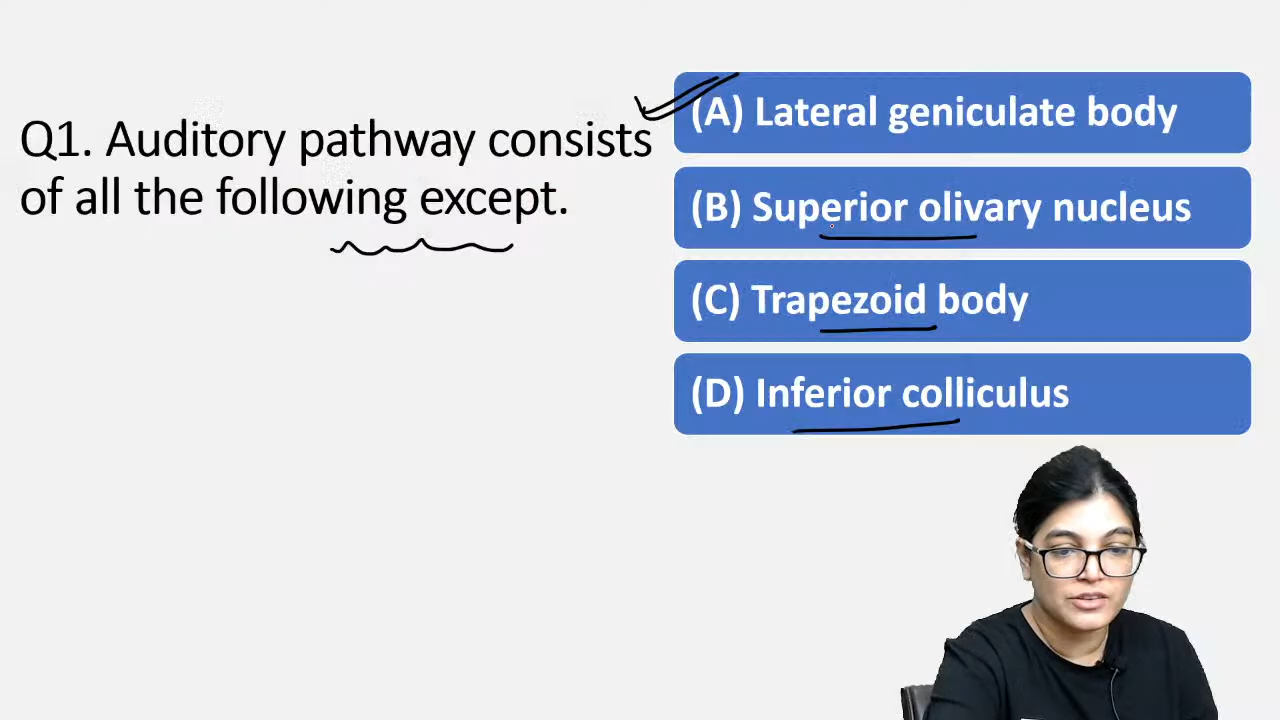 Q1. Auditory pathway consists
of all the following except.
(A) Lateral geniculate body
(B) Superior olivary nucleus
(C) Trapezoid body
(D) Inferior colliculus